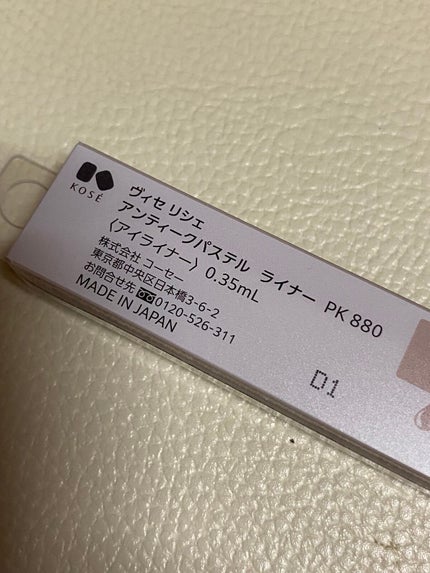 KOSÉ
ヴィセ リシェ
アンティークパステル ライナー PK 880
〈アイライナー〉 0.35mL
株式会社 コーセー
東京都中央区日本橋3-6-2
お問合せ先 0120-526-311
MADE IN JAPAN
D1